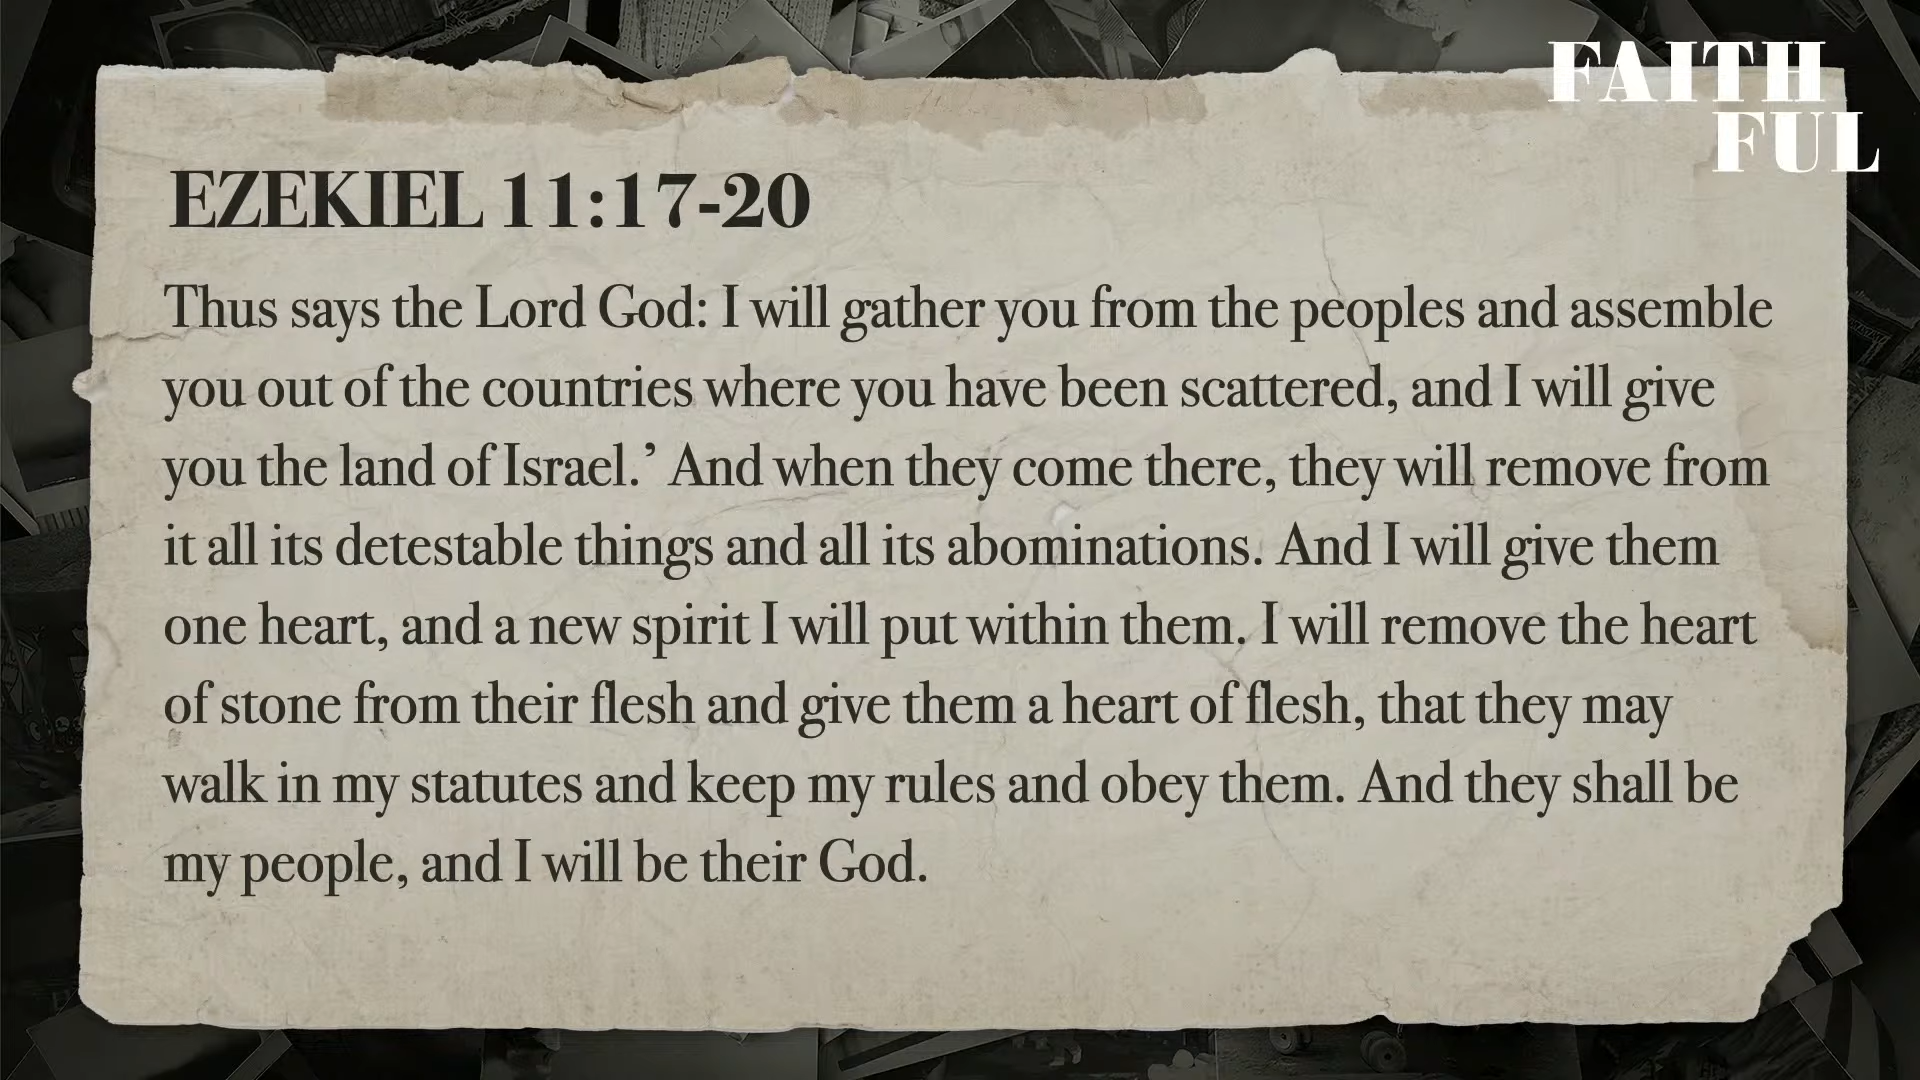 FAITH
FUL
EZEKIEL 11:17-20
Thus says the Lord God: I will gather you from the peoples and assemble
you out of the countries where you have been scattered, and I will give
you the land of Israel.’ And when they come there, they will remove from
it all its detestable things and all its abominations. And I will give them
one heart, and a new spirit I will put within them. I will remove the heart
of stone from their flesh and give them a heart of flesh, that they may
walk in my statutes and keep my rules and obey them. And they shall be
my people, and I will be their God.